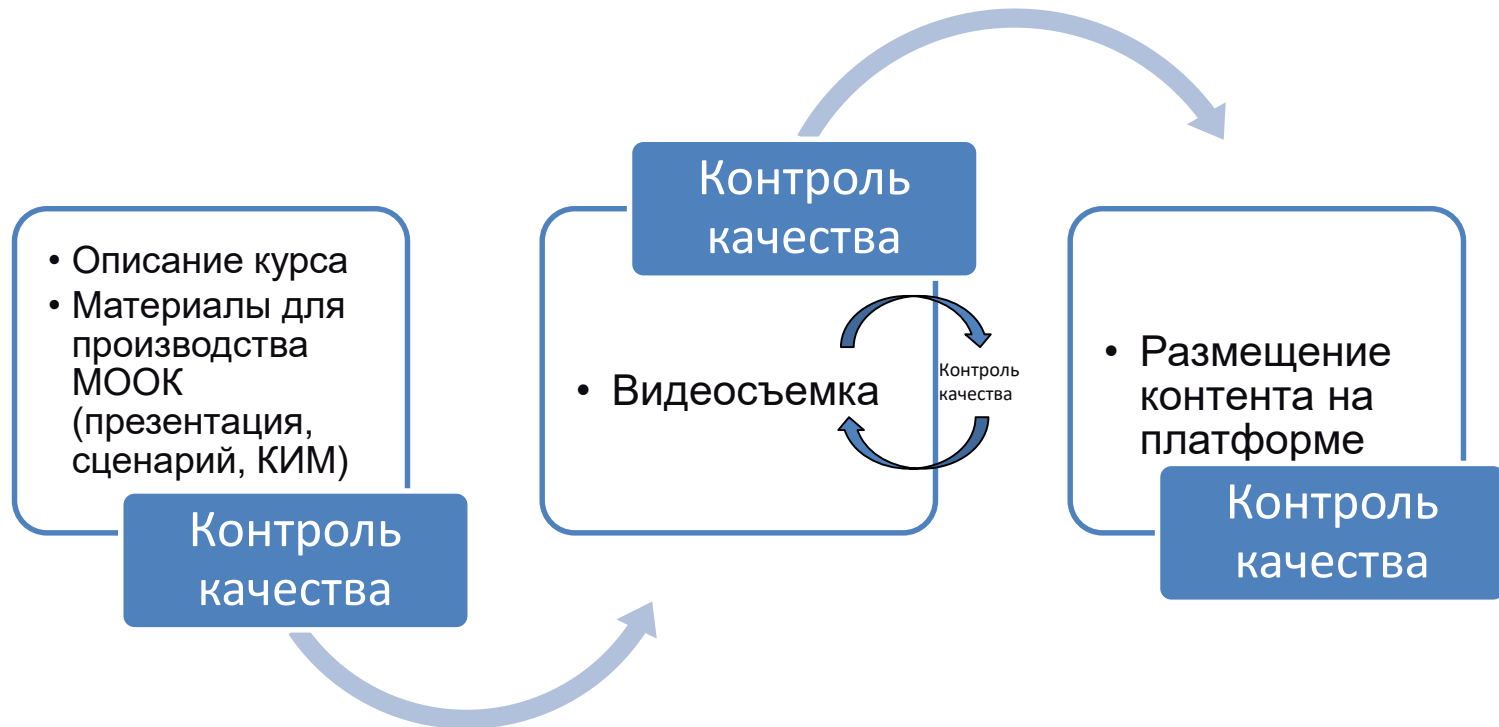 • Описание курса
• Материалы для
производства
МООК
(презентация,
сценарий, КИМ)
Контроль
качества
Контроль
качества
• Видеосъемка
Контроль
качества
• Размещение
контента на
платформе
Контроль
качества